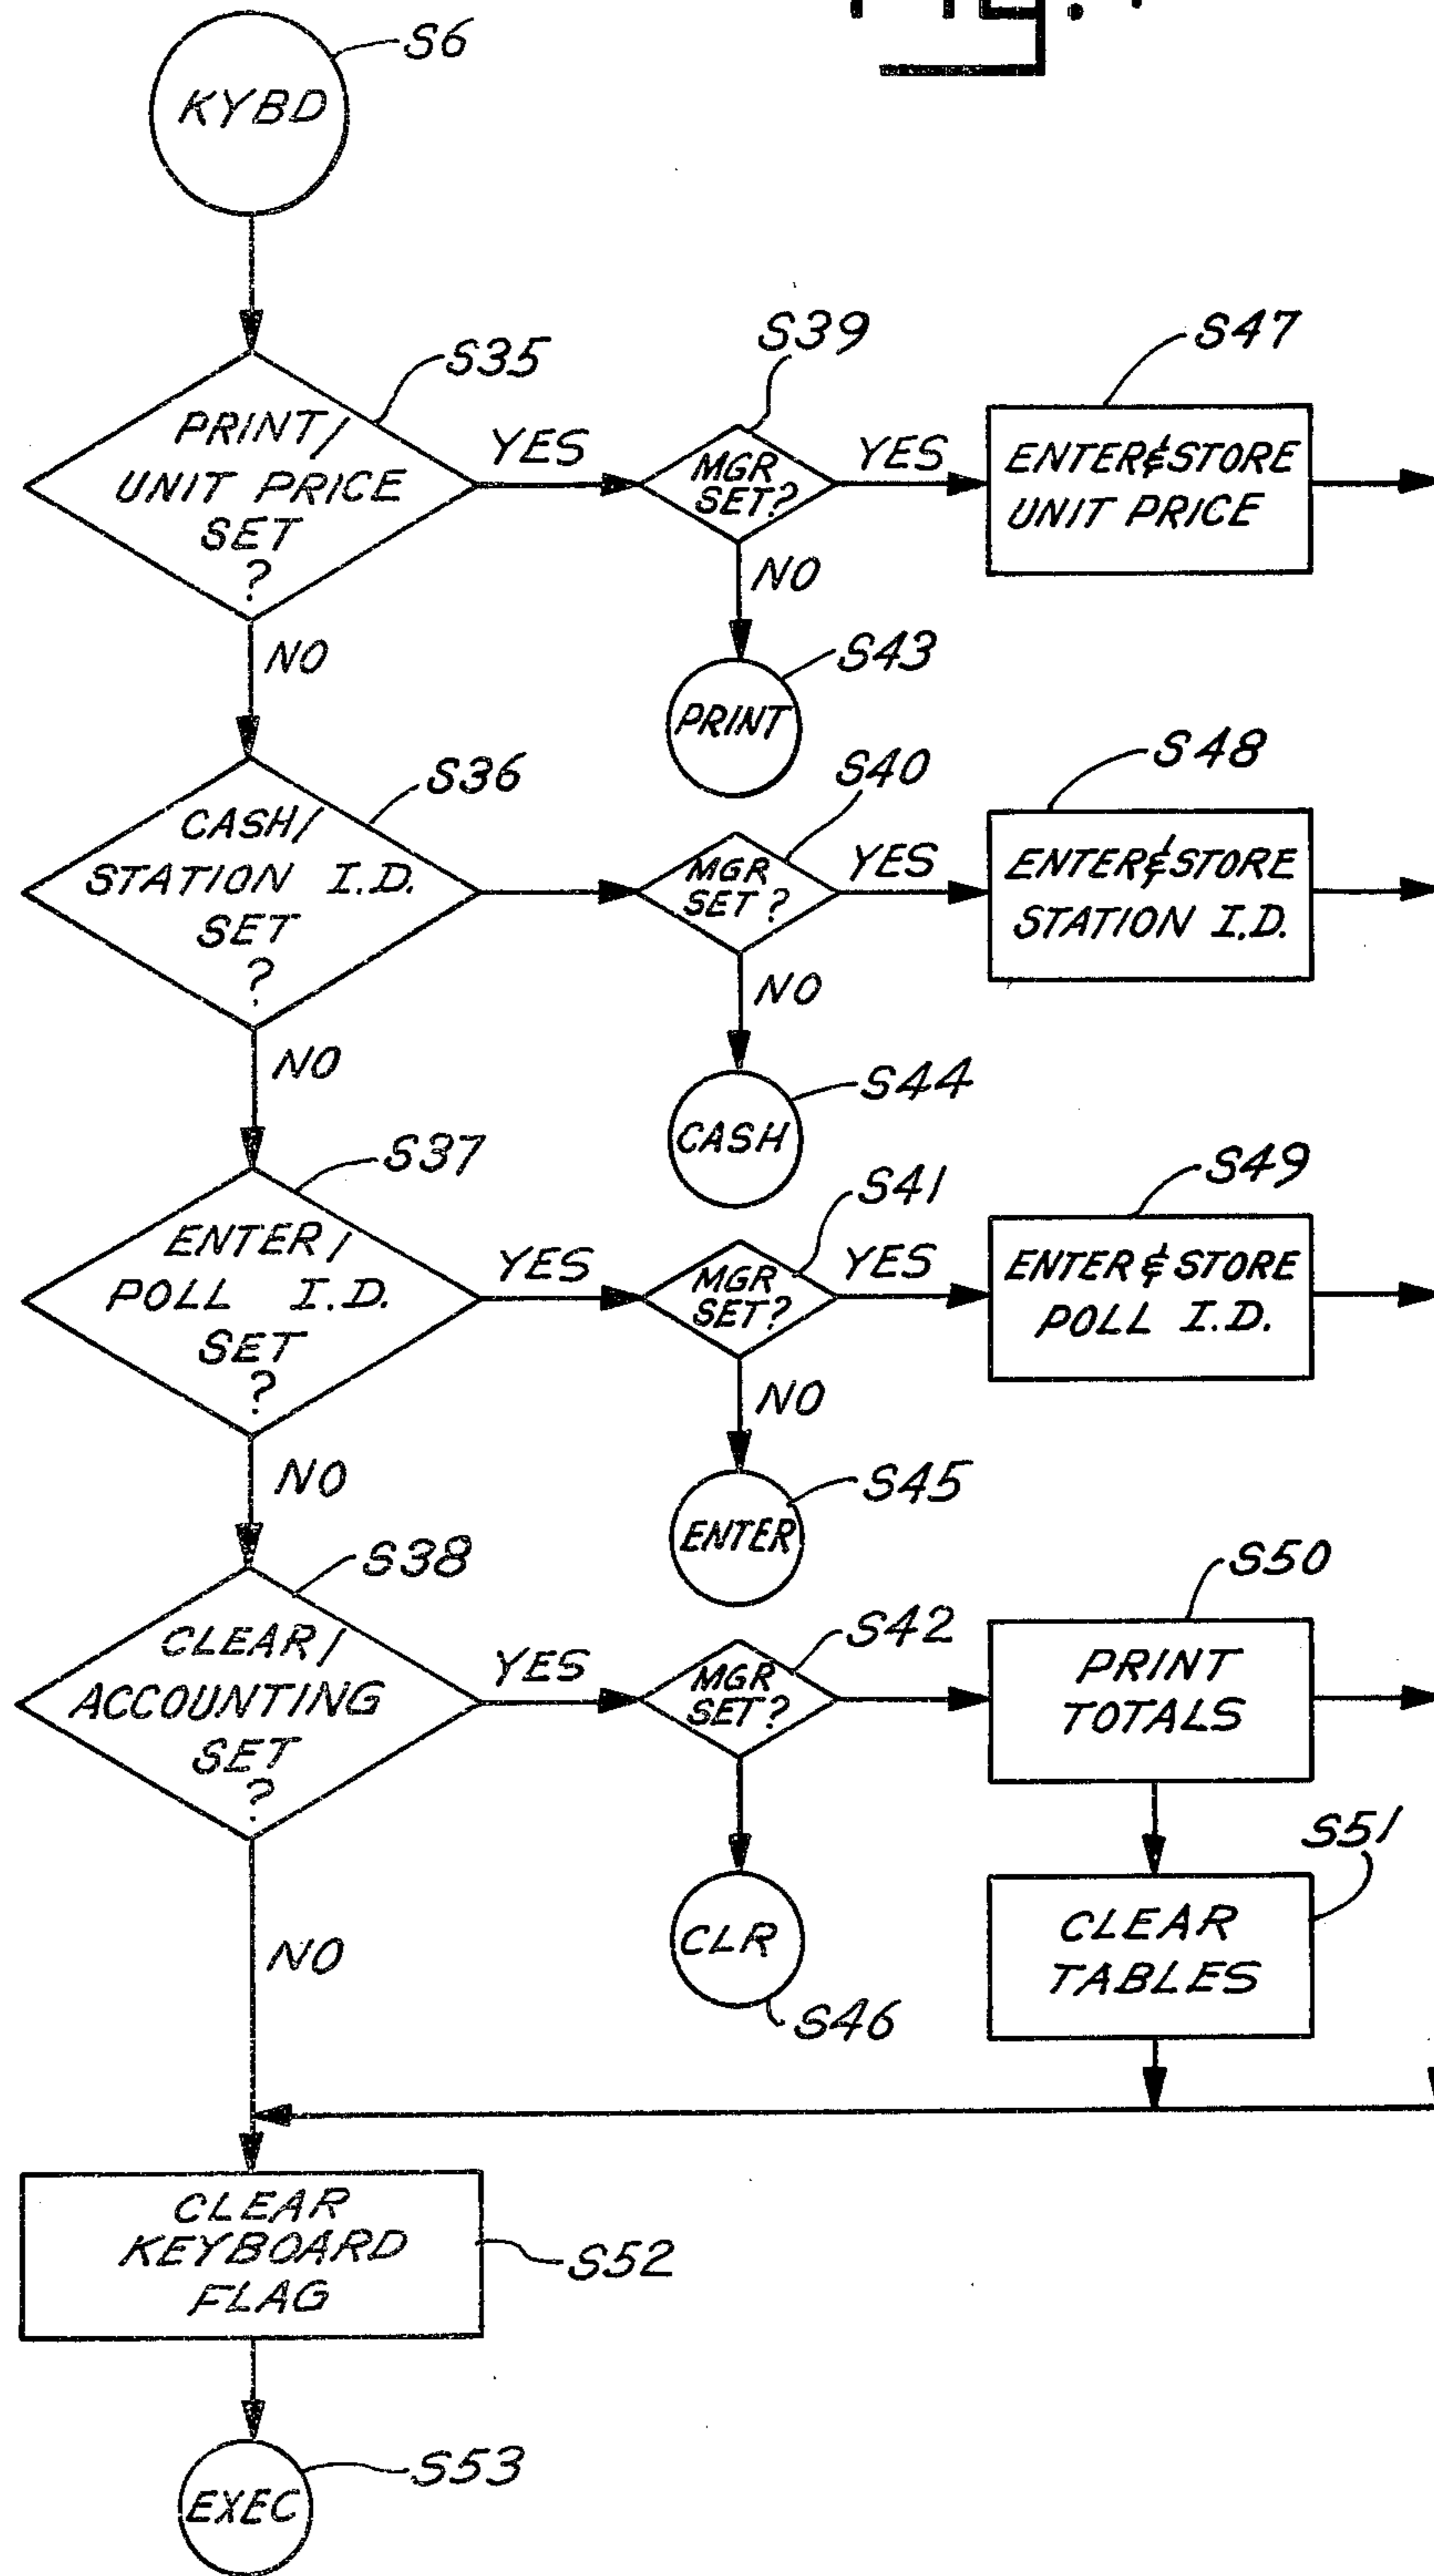 S6
KYBD
S35
PRINT/
UNIT PRICE
SET
?
YES
S39
MGR
SET?
YES
S47
ENTER&STORE
UNIT PRICE
NO
NO
S43
PRINT
S36
CASH/
STATION I.D.
SET
?
S40
MGR
SET?
YES
S48
ENTER&STORE
STATION I.D.
NO
NO
S44
CASH
S37
ENTER/
POLL I.D.
SET
?
YES
S41
MGR
SET?
YES
S49
ENTER & STORE
POLL I.D.
NO
NO
S45
ENTER
S38
CLEAR/
ACCOUNTING
SET
?
YES
S42
MGR
SET?
S50
PRINT
TOTALS
S51
CLEAR
TABLES
NO
CLR
S46
CLEAR
KEYBOARD
FLAG
S52
EXEC
S53